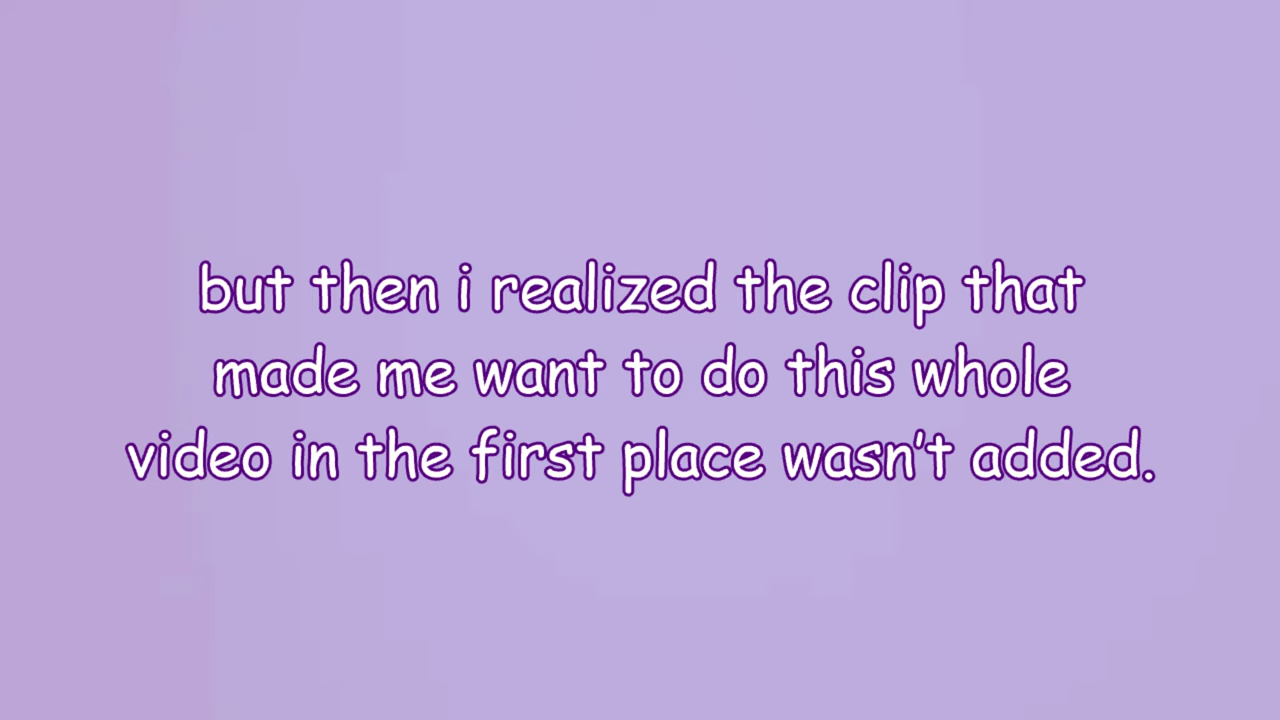 but then i realized the clip that
made me want to do this whole
video in the first place wasn't added.